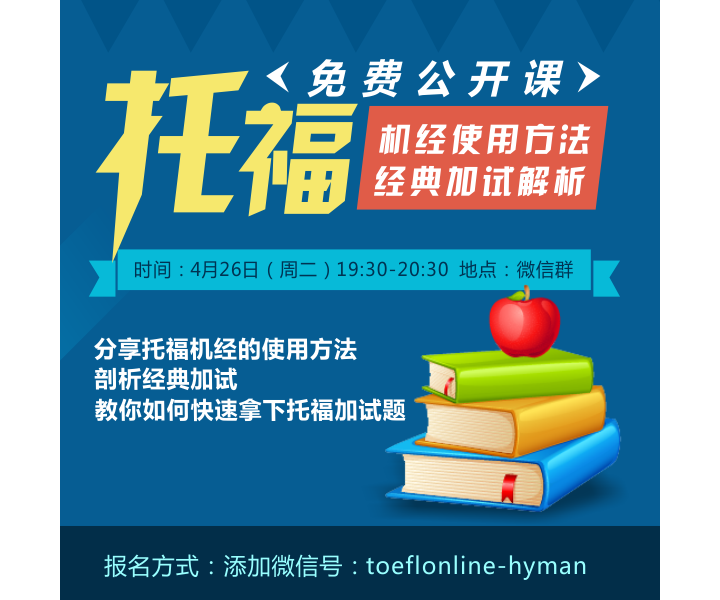 免费公开课
托福
机经使用方法
经典加试解析
时间：4月26日（周二）19:30-20:30 地点：微信群
分享托福机经的使用方法
剖析经典加试
教你如何快速拿下托福加试题
报名方式：添加微信号：toeflonline-hyman